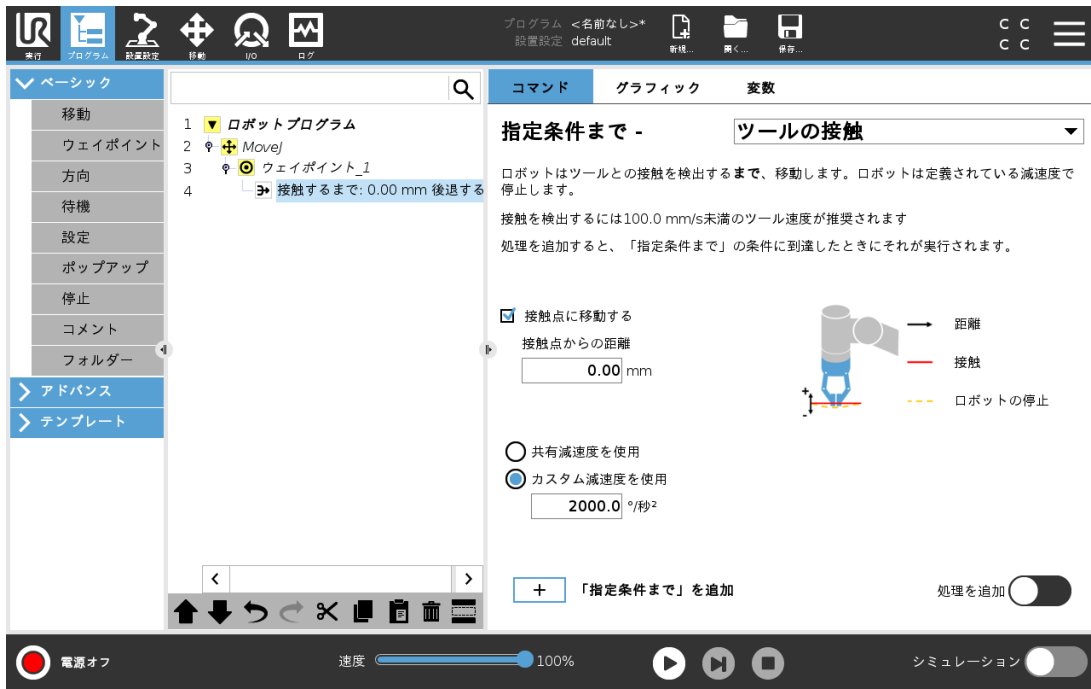 プログラム <名前なし>*
設置設定 default
C C
C C
実行 プログラム 設置設定 移動 I/O ログ 新規... 開く... 保存...
ベーシック
移動
ウェイポイント
方向
待機
設定
ポップアップ
停止
コメント
フォルダー
アドバンス
テンプレート
1 ロボットプログラム
2 MoveJ
3 ウェイポイント_1
4 接触するまで: 0.00 mm 後退する
コマンド グラフィック 変数
指定条件まで - ツールの接触
ロボットはツールとの接触を検出するまで、移動します。ロボットは定義されている減速度で
停止します。
接触を検出するには100.0 mm/s未満のツール速度が推奨されます
処理を追加すると、「指定条件まで」の条件に到達したときにそれが実行されます。
接触点に移動する
接触点からの距離
0.00 mm
距離
接触
ロボットの停止
+
-
共有減速度を使用
カスタム減速度を使用
2000.0 °/秒²
+ 「指定条件まで」を追加
処理を追加
電源オフ
速度 100%
シミュレーション